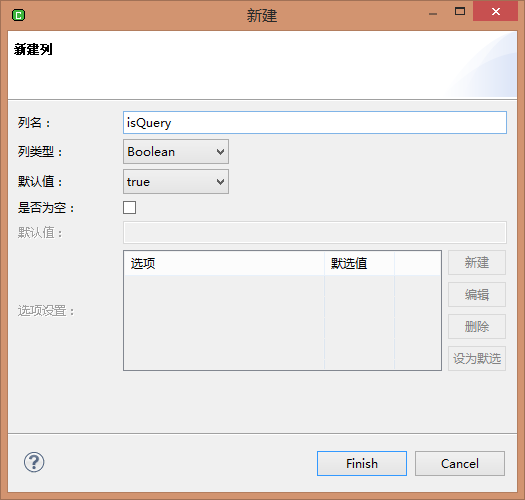 新建
新建列
列名：
isQuery
列类型：
Boolean
默认值：
true
是否为空：
默认值：
选项设置：
选项 默选值
新建
编辑
删除
设为默选
?
Finish Cancel